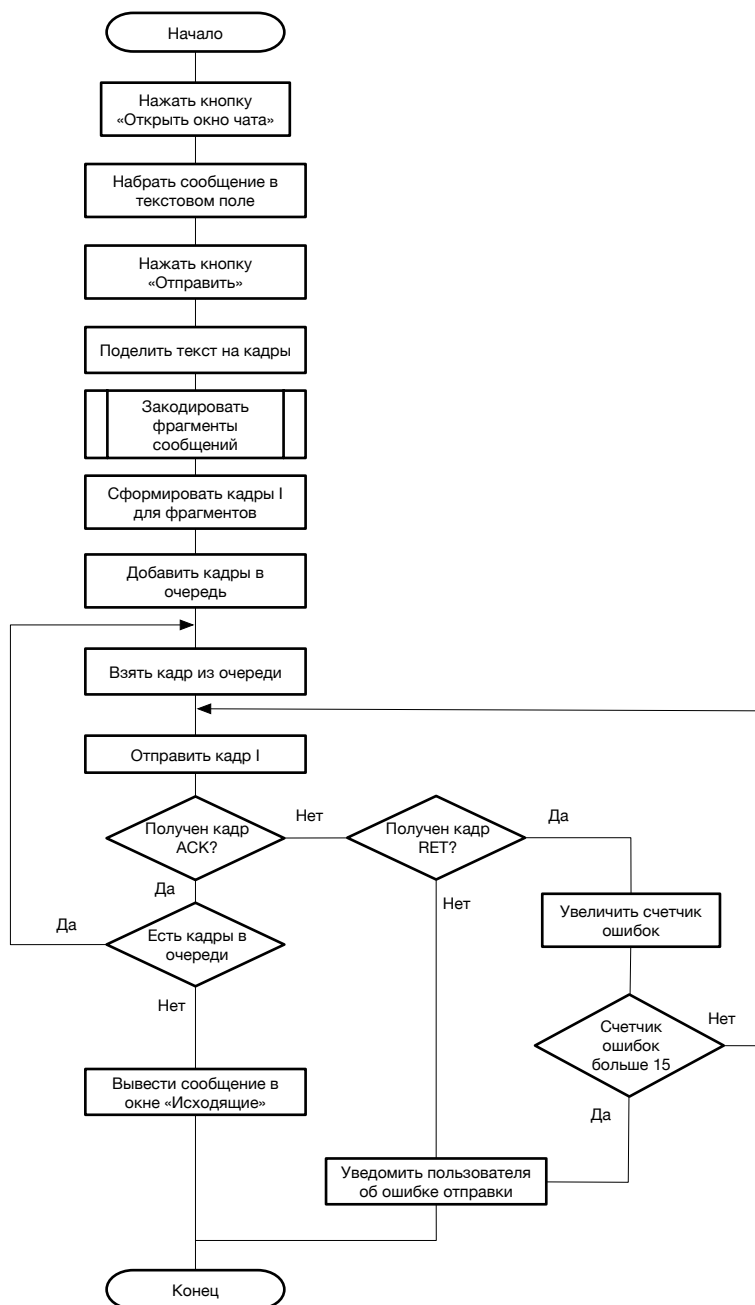 Начало
Нажать кнопку
«Открыть окно чата»
Набрать сообщение в
текстовом поле
Нажать кнопку
«Отправить»
Поделить текст на кадры
Закодировать
фрагменты
сообщений
Сформировать кадры I
для фрагментов
Добавить кадры в
очередь
Взять кадр из очереди
Отправить кадр I
Получен кадр
ACK?
Нет
Получен кадр
RET?
Да
Да
Нет
Увеличить счетчик
ошибок
Да
Есть кадры в
очереди
Нет
Счетчик
ошибок
больше 15
Нет
Да
Вывести сообщение в
окне «Исходящие»
Уведомить пользователя
об ошибке отправки
Конец